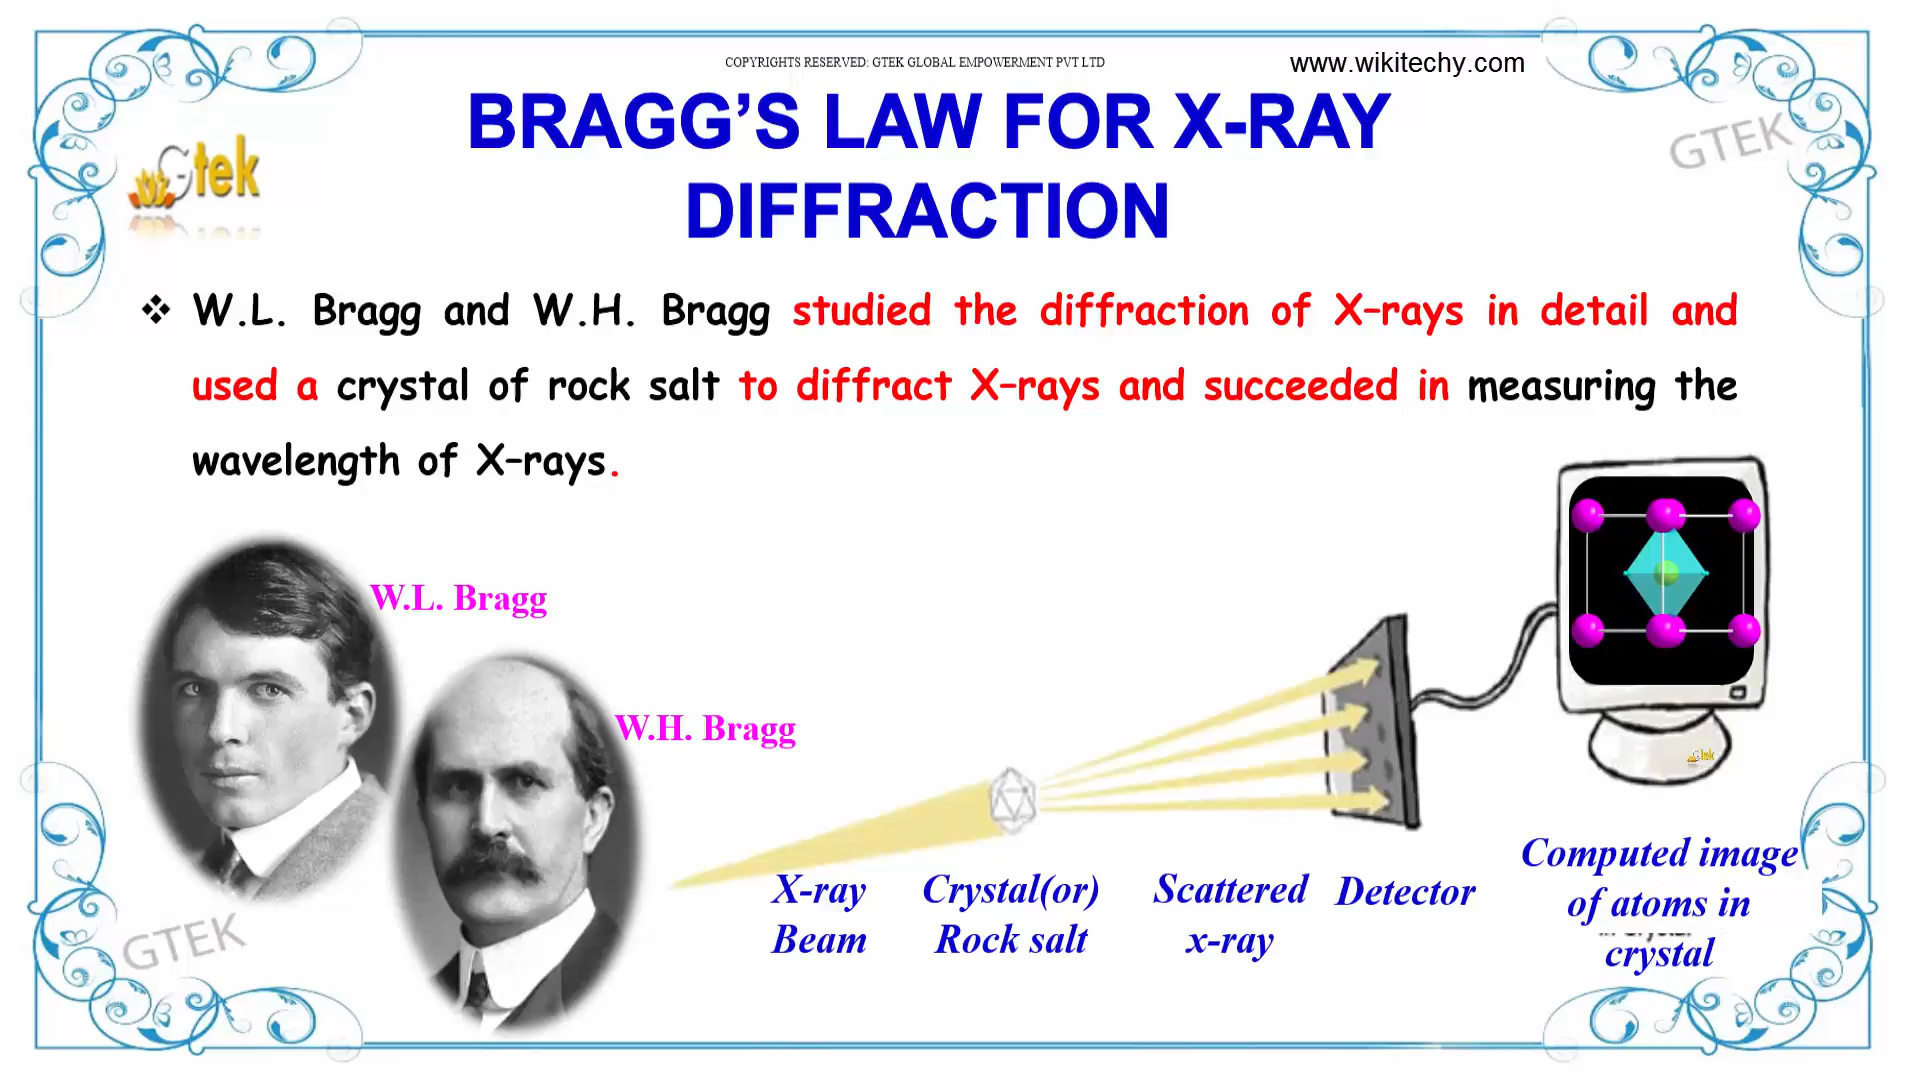 COPYRIGHTS RESERVED: GTEK GLOBAL EMPOWERMENT PVT LTD
www.wikitechy.com
BRAGG’S LAW FOR X-RAY
DIFFRACTION
Gtek
GTEK
❖ W.L. Bragg and W.H. Bragg studied the diffraction of X–rays in detail and
used a crystal of rock salt to diffract X–rays and succeeded in measuring the
wavelength of X–rays.
W.L. Bragg
W.H. Bragg
Gtek
X-ray
Beam
Crystal(or)
Rock salt
Scattered
x-ray
Detector
Computed image
of atoms in
crystal
GTEK
GTEK